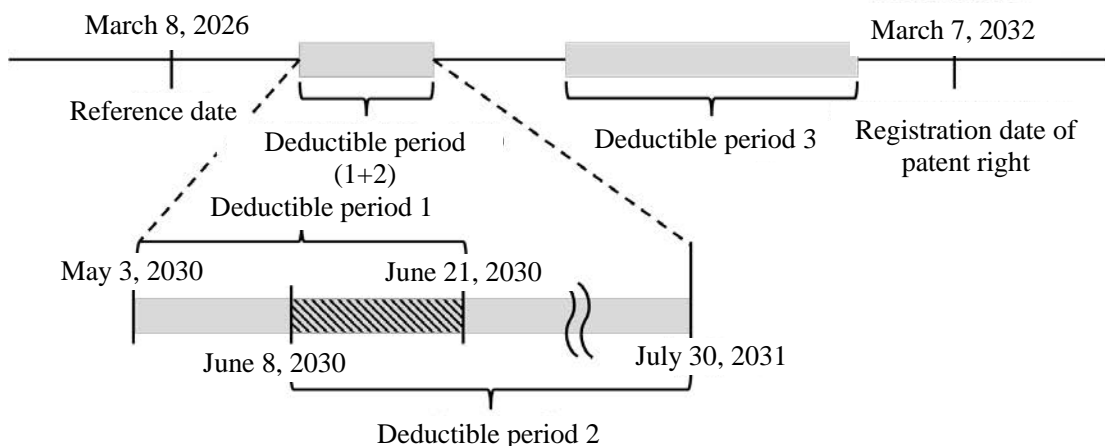 March 8, 2026
March 7, 2032
Reference date
Deductible period
(1+2)
Deductible period 3
Registration date of
patent right
Deductible period 1
May 3, 2030
June 21, 2030
June 8, 2030
July 30, 2031
Deductible period 2